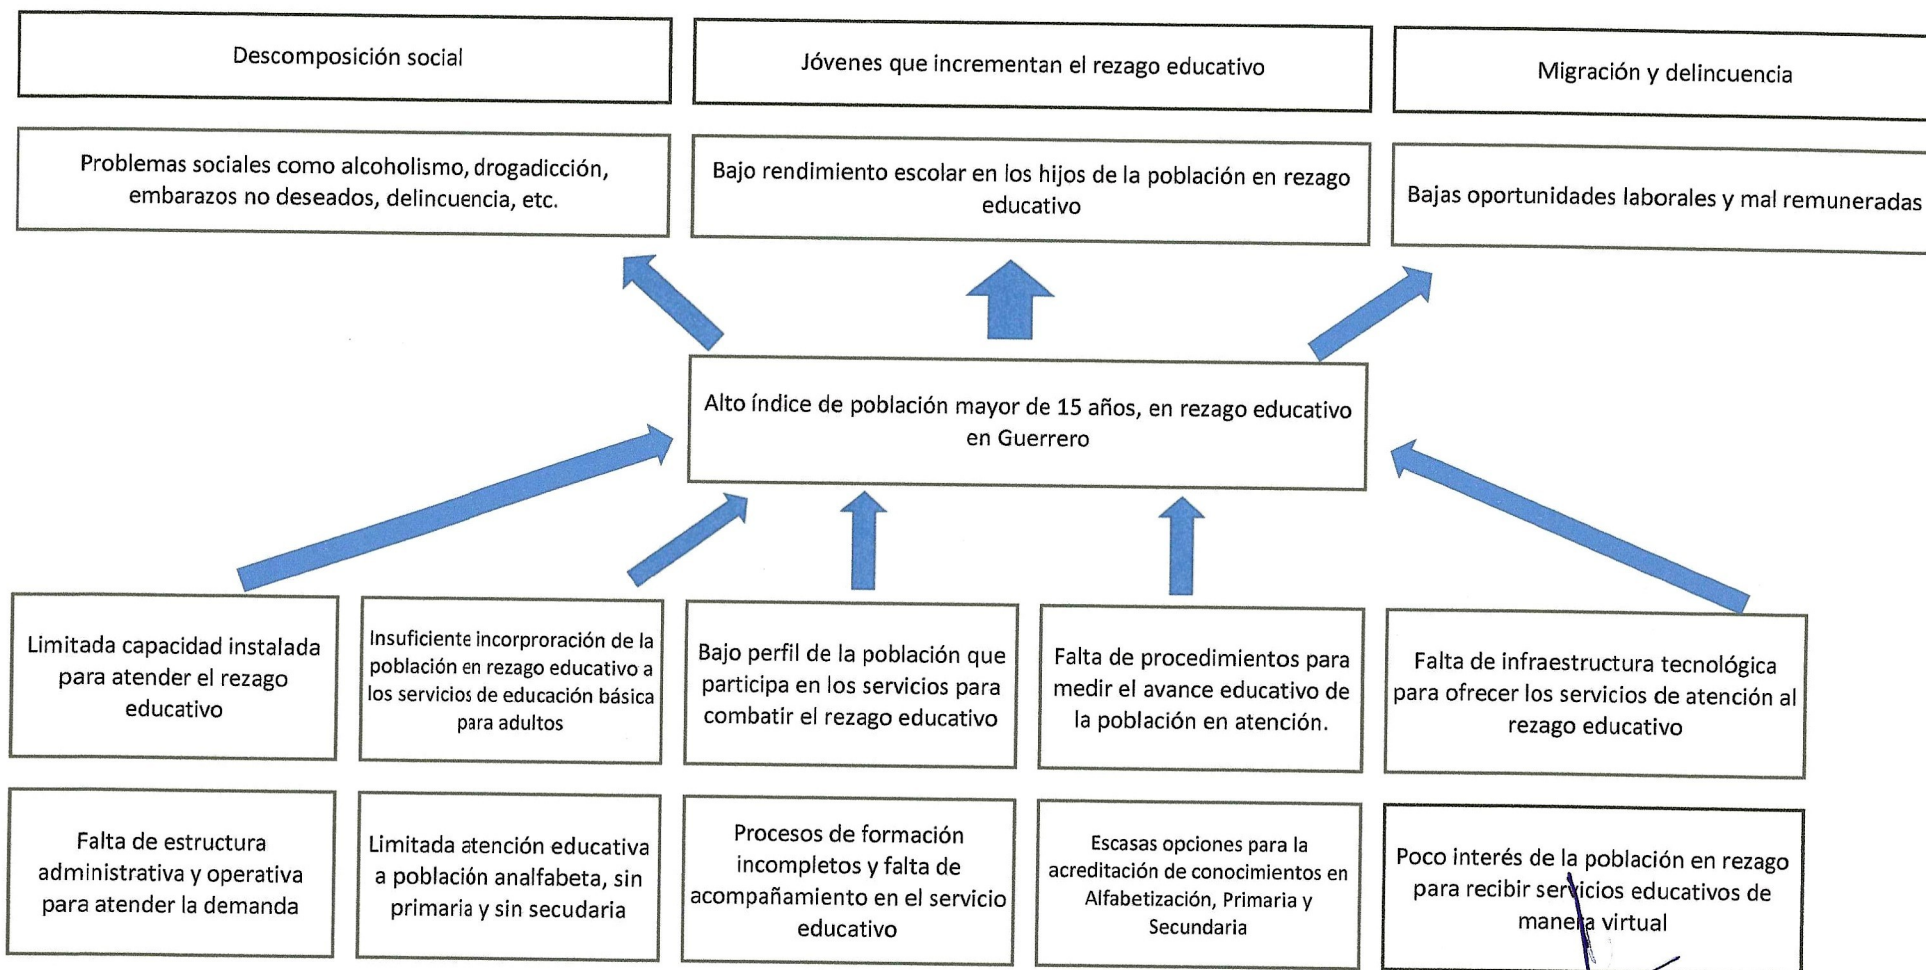 Descomposición social
Jóvenes que incrementan el rezago educativo
Migración y delincuencia
Problemas sociales como alcoholismo, drogadicción,
embarazos no deseados, delincuencia, etc.
Bajo rendimiento escolar en los hijos de la población en rezago
educativo
Bajas oportunidades laborales y mal remuneradas
Alto índice de población mayor de 15 años, en rezago educativo
en Guerrero
Limitada capacidad instalada
para atender el rezago
educativo
Insuficiente incorproración de la
población en rezago educativo a
los servicios de educación básica
para adultos
Bajo perfil de la población que
participa en los servicios para
combatir el rezago educativo
Falta de procedimientos para
medir el avance educativo de
la población en atención.
Falta de infraestructura tecnológica
para ofrecer los servicios de atención al
rezago educativo
Falta de estructura
administrativa y operativa
para atender la demanda
Limitada atención educativa
a población analfabeta, sin
primaria y sin secudaria
Procesos de formación
incompletos y falta de
acompañamiento en el servicio
educativo
Escasas opciones para la
acreditación de conocimientos en
Alfabetización, Primaria y
Secundaria
Poco interés de la población en rezago
para recibir servicios educativos de
manera virtual